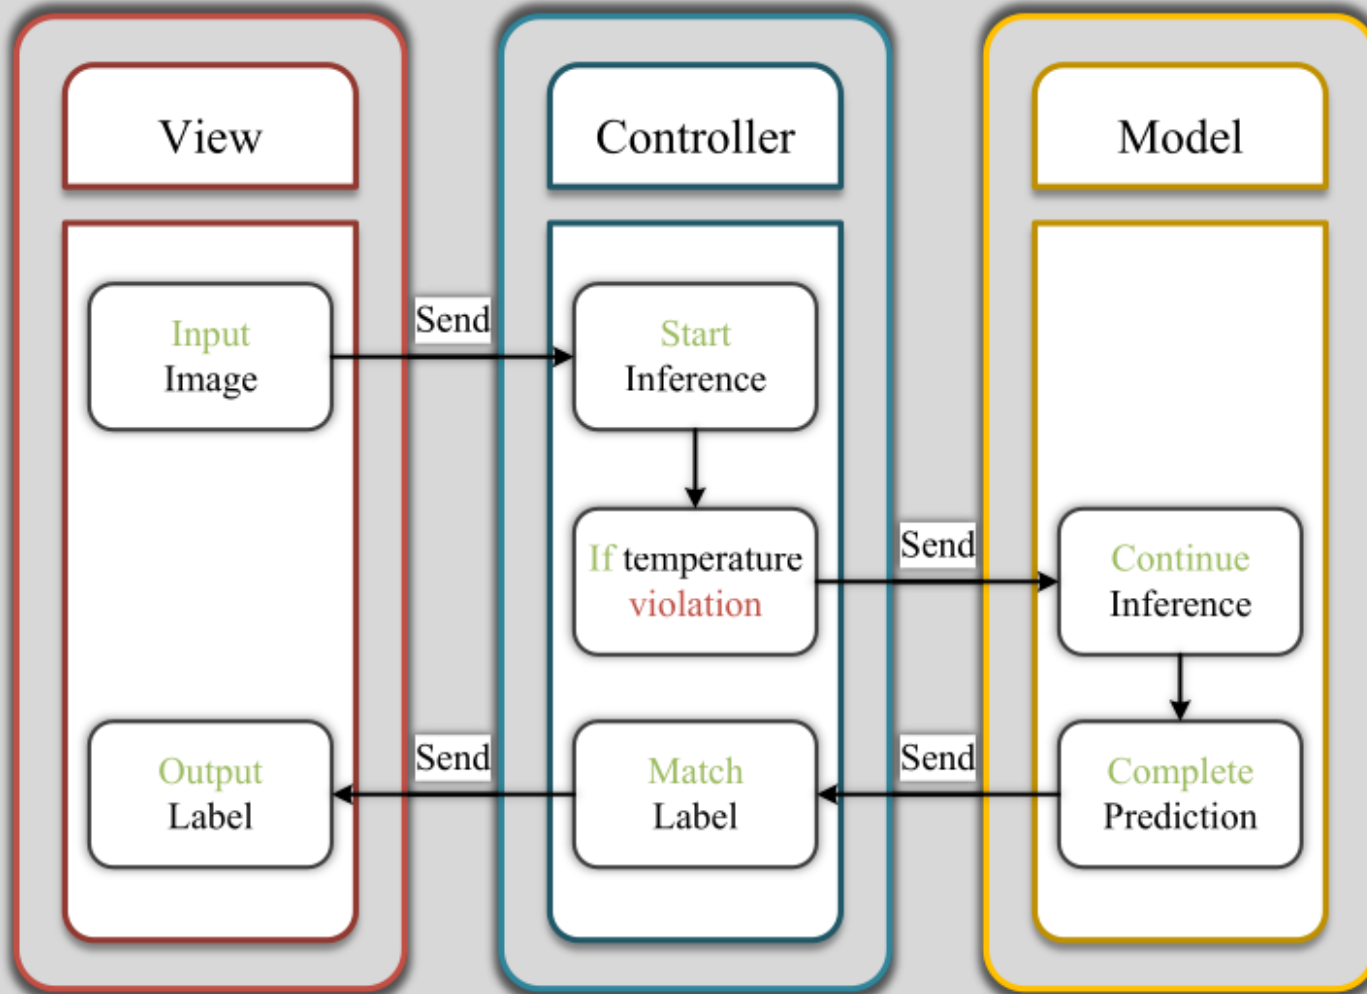 View
Controller
Model
Input
Image
Send
Start
Inference
If temperature
violation
Send
Continue
Inference
Output
Label
Send
Match
Label
Send
Complete
Prediction